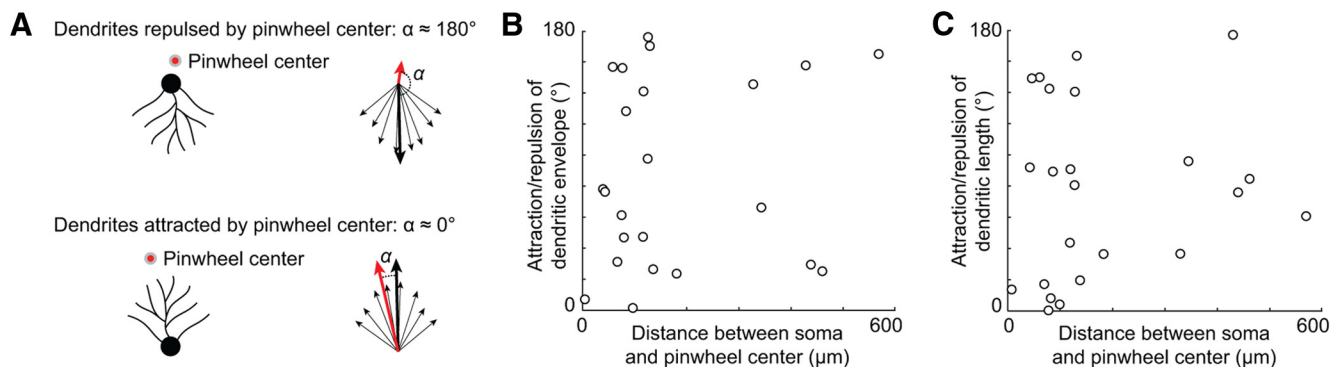 A
Dendrites repulsed by pinwheel center: α ≈ 180°
Pinwheel center
α
Dendrites attracted by pinwheel center: α ≈ 0°
Pinwheel center
α
B
180
0
Attraction/repulsion of
dendritic envelope (°)
0
600
Distance between soma
and pinwheel center (μm)
C
180
0
Attraction/repulsion of
dendritic length (°)
0
600
Distance between soma
and pinwheel center (μm)